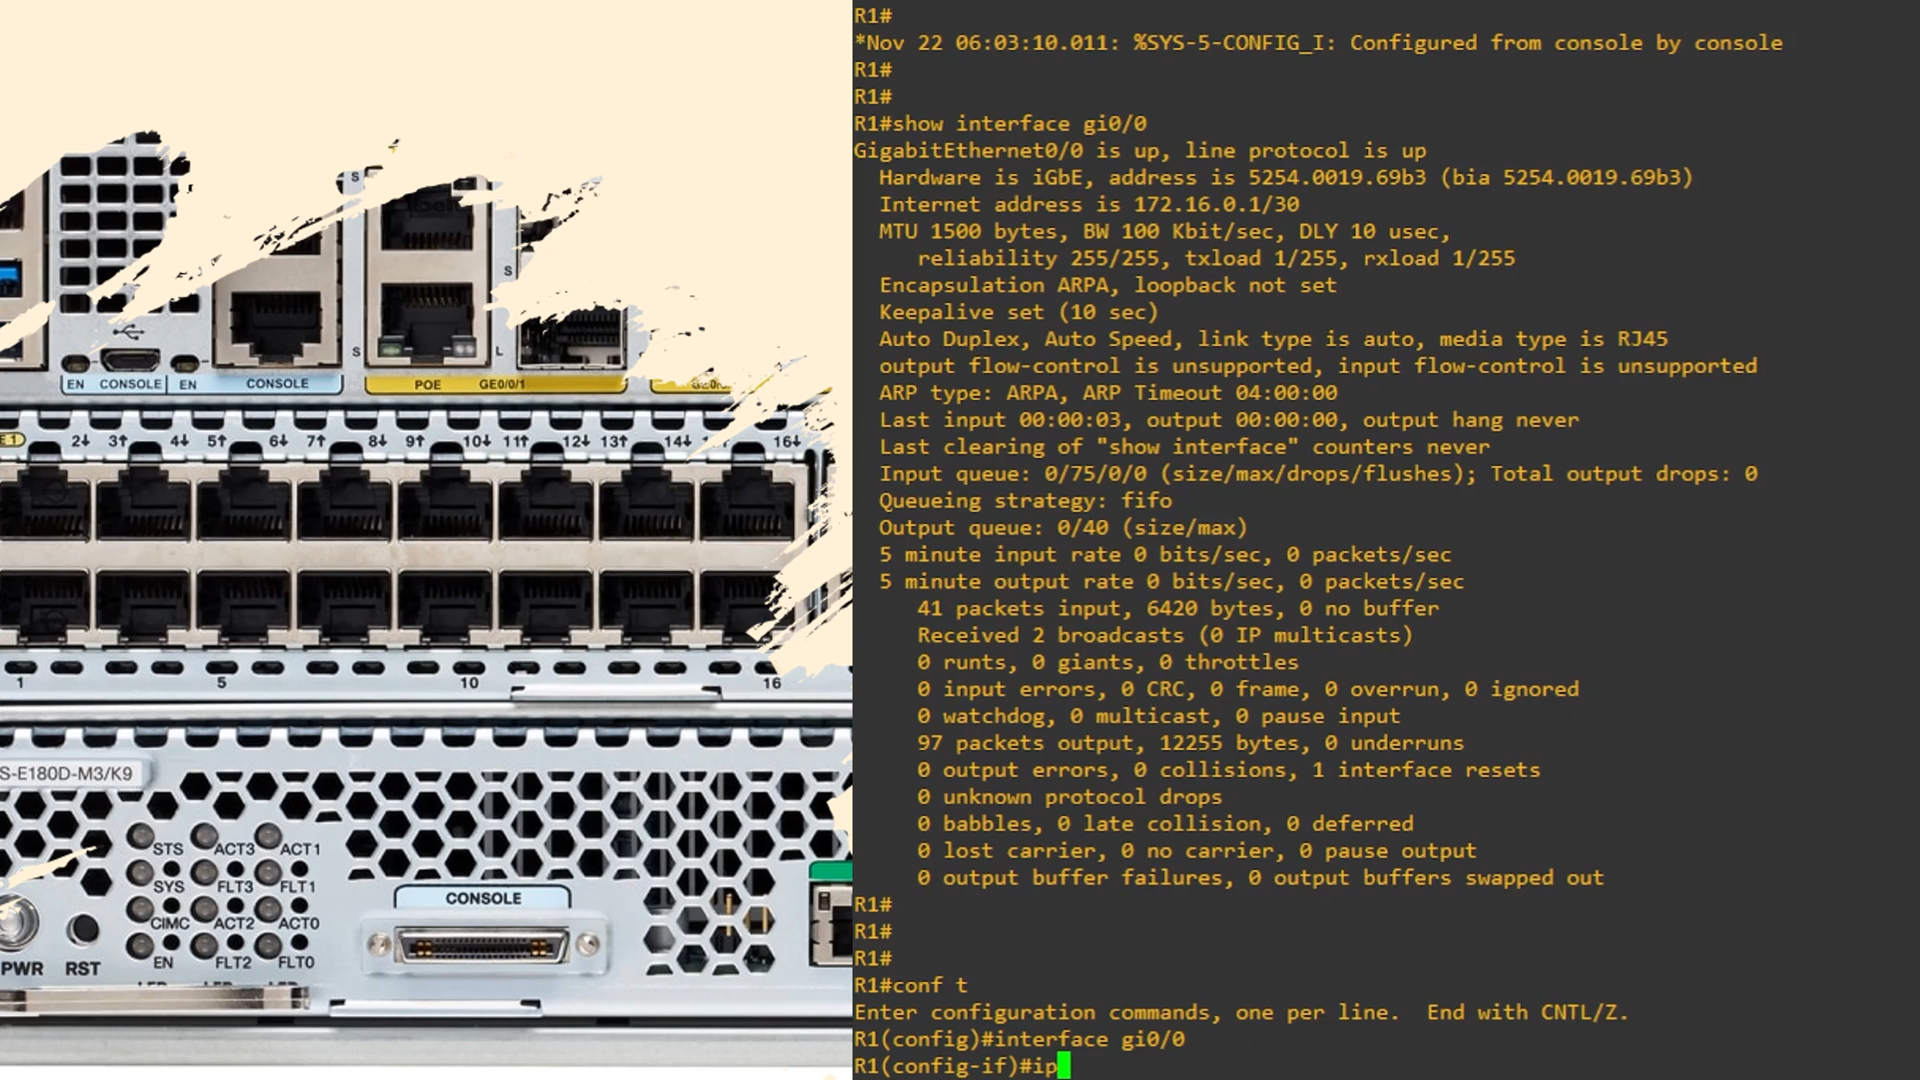 S
S
S
L
EN CONSOLE EN
CONSOLE
POE GE0/0/1
2↓ 3↑ 4↓ 5↑ 6↓ 7↑ 8↓ 9↑ 10↓ 11↑ 12↓ 13↑ 14↓ 16↓
1 5 10 16
S-E180D-M3/K9
STS ACT3 ACT1
SYS FLT3 FLT1
CIMC ACT2 ACT0
EN FLT2 FLT0
PWR RST
CONSOLE
R1#
*Nov 22 06:03:10.011: %SYS-5-CONFIG_I: Configured from console by console
R1#
R1#
R1#show interface gi0/0
GigabitEthernet0/0 is up, line protocol is up
Hardware is iGbE, address is 5254.0019.69b3 (bia 5254.0019.69b3)
Internet address is 172.16.0.1/30
MTU 1500 bytes, BW 100 Kbit/sec, DLY 10 usec,
reliability 255/255, txload 1/255, rxload 1/255
Encapsulation ARPA, loopback not set
Keepalive set (10 sec)
Auto Duplex, Auto Speed, link type is auto, media type is RJ45
output flow-control is unsupported, input flow-control is unsupported
ARP type: ARPA, ARP Timeout 04:00:00
Last input 00:00:03, output 00:00:00, output hang never
Last clearing of "show interface" counters never
Input queue: 0/75/0/0 (size/max/drops/flushes); Total output drops: 0
Queueing strategy: fifo
Output queue: 0/40 (size/max)
5 minute input rate 0 bits/sec, 0 packets/sec
5 minute output rate 0 bits/sec, 0 packets/sec
41 packets input, 6420 bytes, 0 no buffer
Received 2 broadcasts (0 IP multicasts)
0 runts, 0 giants, 0 throttles
0 input errors, 0 CRC, 0 frame, 0 overrun, 0 ignored
0 watchdog, 0 multicast, 0 pause input
97 packets output, 12255 bytes, 0 underruns
0 output errors, 0 collisions, 1 interface resets
0 unknown protocol drops
0 babbles, 0 late collision, 0 deferred
0 lost carrier, 0 no carrier, 0 pause output
0 output buffer failures, 0 output buffers swapped out
R1#
R1#
R1#
R1#conf t
Enter configuration commands, one per line.  End with CNTL/Z.
R1(config)#interface gi0/0
R1(config-if)#ip